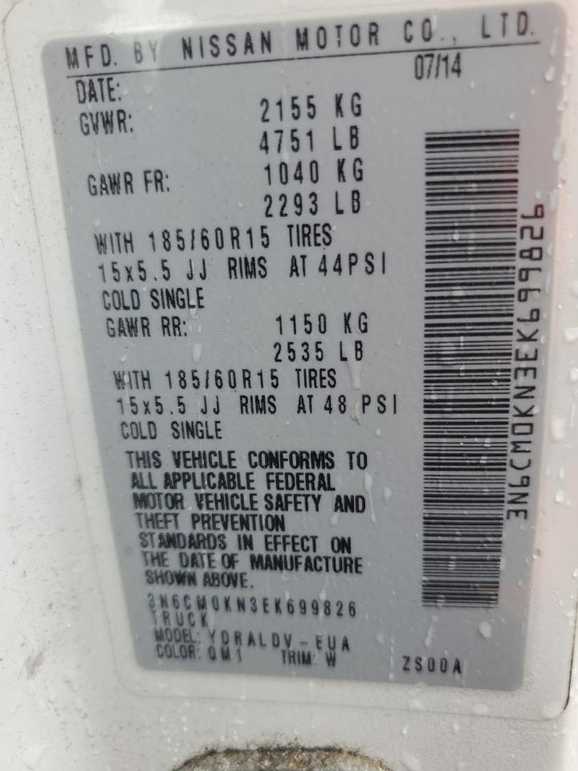 MFD. BY NISSAN MOTOR CO., LTD.
DATE: 07/14
GVWR: 2155 KG
4751 LB
GAWR FR: 1040 KG
2293 LB
WITH 185/60R15 TIRES
15x5.5 JJ RIMS AT 44PSI
COLD SINGLE
GAWR RR: 1150 KG
2535 LB
WITH 185/60R15 TIRES
15x5.5 JJ RIMS AT 48 PSI
COLD SINGLE
THIS VEHICLE CONFORMS TO
ALL APPLICABLE FEDERAL
MOTOR VEHICLE SAFETY AND
THEFT PREVENTION
STANDARDS IN EFFECT ON
THE DATE OF MANUFACTURE
SHOWN ABOVE.
3N6CM0KN3EK699826
TRUCK
MODEL: YDRALDV-EUA
COLOR: QM1 TRIM: W ZS00A
3N6CM0KN3EK699826